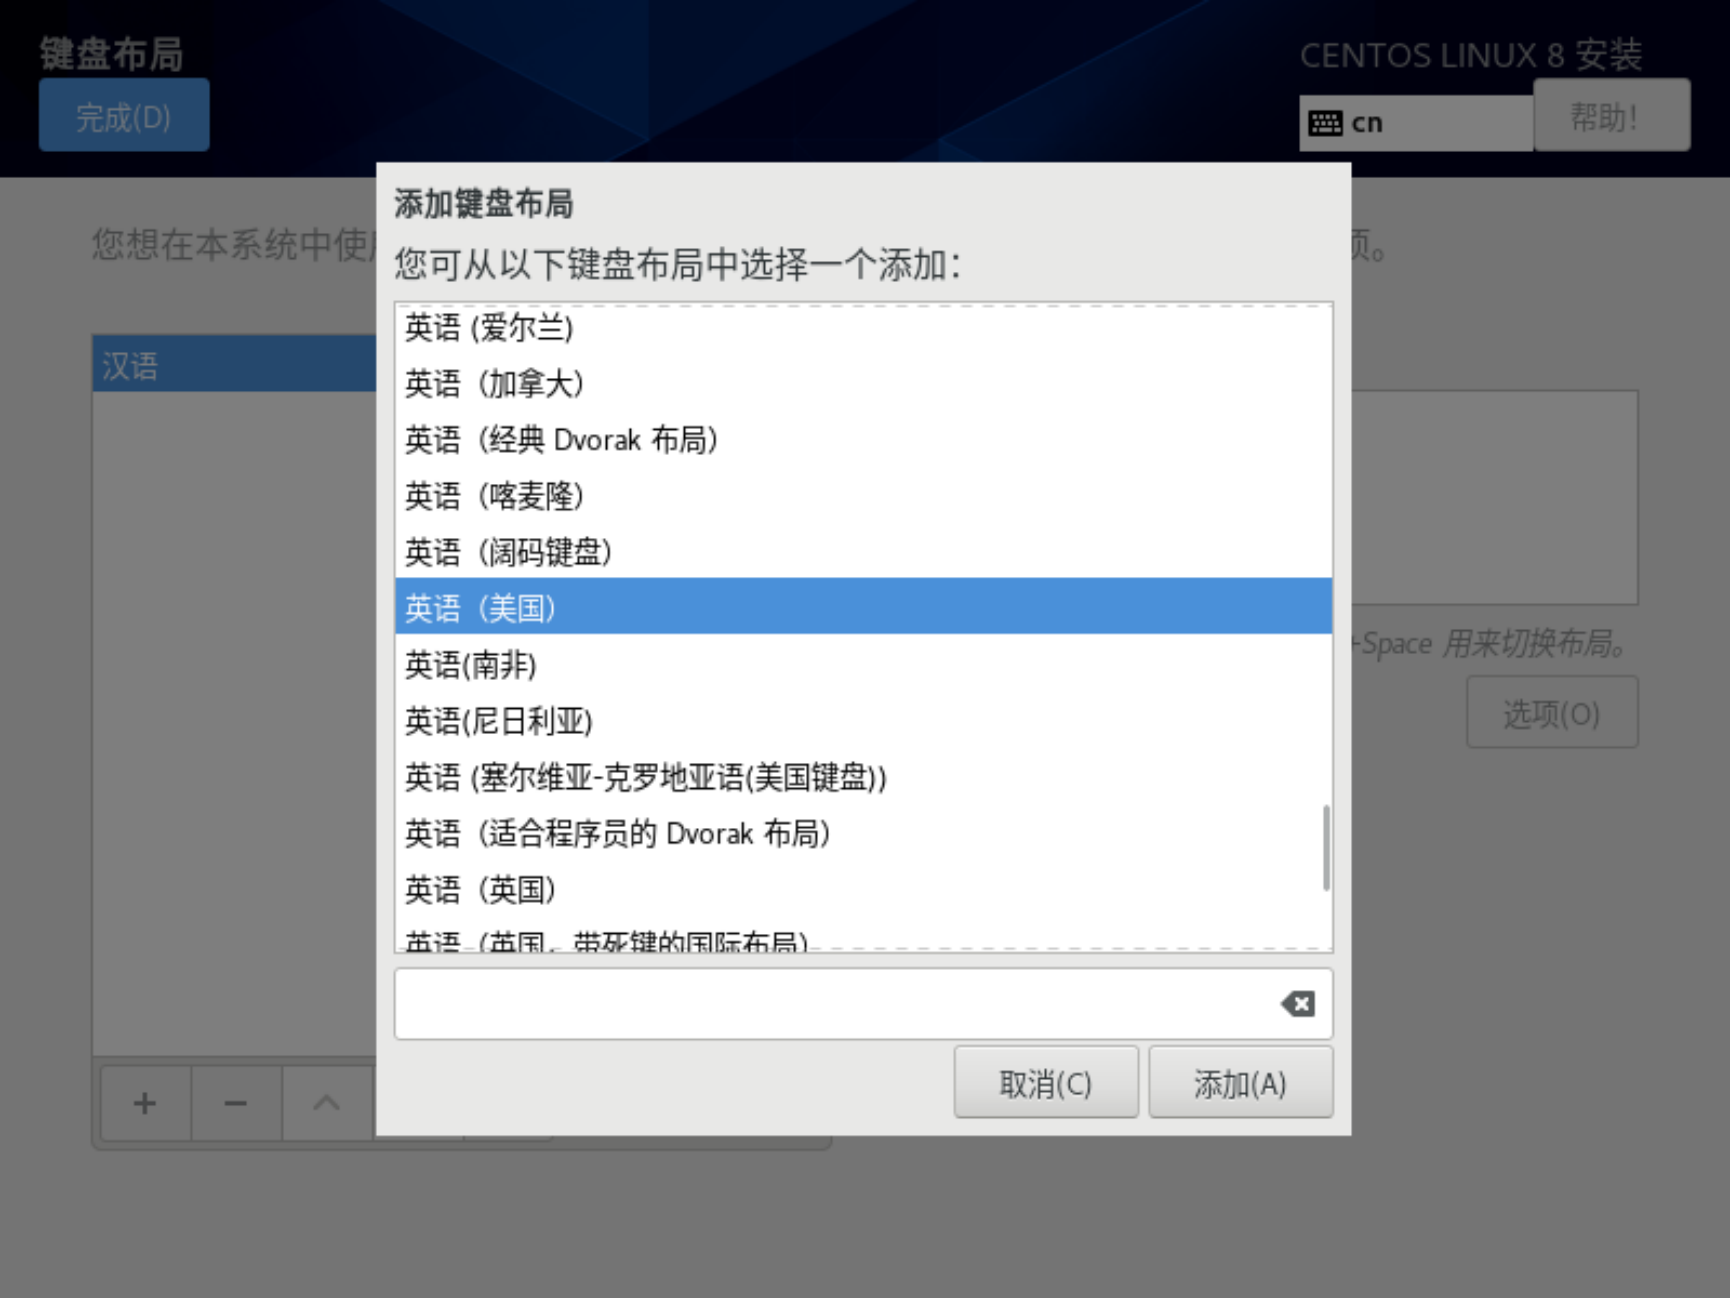 键盘布局
CENTOS LINUX 8 安装
完成(D)
cn
帮助！
添加键盘布局
您可从以下键盘布局中选择一个添加：
您想在本系统中使
项。
英语 (爱尔兰)
英语（加拿大）
英语（经典 Dvorak 布局）
英语（喀麦隆）
英语（阔码键盘）
英语（美国）
英语(南非)
英语(尼日利亚)
英语 (塞尔维亚-克罗地亚语(美国键盘))
英语（适合程序员的 Dvorak 布局）
英语（英国）
英语（英国，带死键的国际布局）
汉语
+Space 用来切换布局。
选项(O)
取消(C)
添加(A)